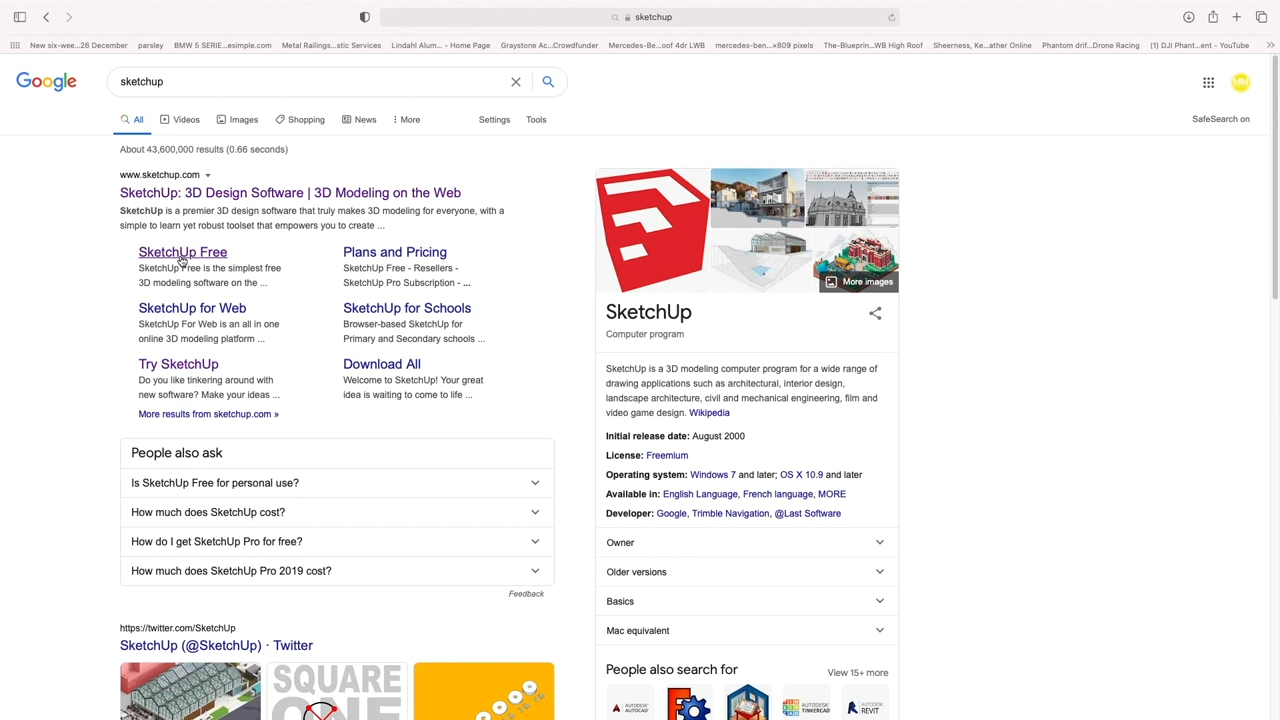 sketchup
New six-wee...26 December parsley BMW 5 SERIE...esimple.com Metal Railings...stic Services Lindahl Alum... - Home Page Graystone Ac...Crowdfunder Mercedes-Be...oof 4dr LWB mercedes-ben...×809 pixels The-Blueprin...WB High Roof Sheerness, Ke...ather Online Phantom drif...Drone Racing (1) DJI Phant...ent - YouTube
Google
sketchup
MM
All Videos Images Shopping News More Settings Tools
SafeSearch on
About 43,600,000 results (0.66 seconds)
www.sketchup.com
SketchUp: 3D Design Software | 3D Modeling on the Web
SketchUp is a premier 3D design software that truly makes 3D modeling for everyone, with a
simple to learn yet robust toolset that empowers you to create ...
SketchUp Free
SketchUp Free is the simplest free
3D modeling software on the ...
Plans and Pricing
SketchUp Free - Resellers -
SketchUp Pro Subscription - ...
SketchUp for Web
SketchUp For Web is an all in one
online 3D modeling platform ...
SketchUp for Schools
Browser-based SketchUp for
Primary and Secondary schools ...
Try SketchUp
Do you like tinkering around with
new software? Make your ideas ...
Download All
Welcome to SketchUp! Your great
idea is waiting to come to life ...
More results from sketchup.com »
People also ask
Is SketchUp Free for personal use?
How much does SketchUp cost?
How do I get SketchUp Pro for free?
How much does SketchUp Pro 2019 cost?
Feedback
https://twitter.com/SketchUp
SketchUp (@SketchUp) · Twitter
SQUARE
ONE
More images
SketchUp
Computer program
SketchUp is a 3D modeling computer program for a wide range of
drawing applications such as architectural, interior design,
landscape architecture, civil and mechanical engineering, film and
video game design. Wikipedia
Initial release date: August 2000
License: Freemium
Operating system: Windows 7 and later; OS X 10.9 and later
Available in: English Language, French language, MORE
Developer: Google, Trimble Navigation, @Last Software
Owner
Older versions
Basics
Mac equivalent
People also search for
View 15+ more
AUTODESK AUTOCAD
AUTODESK TINKERCAD
AUTODESK REVIT